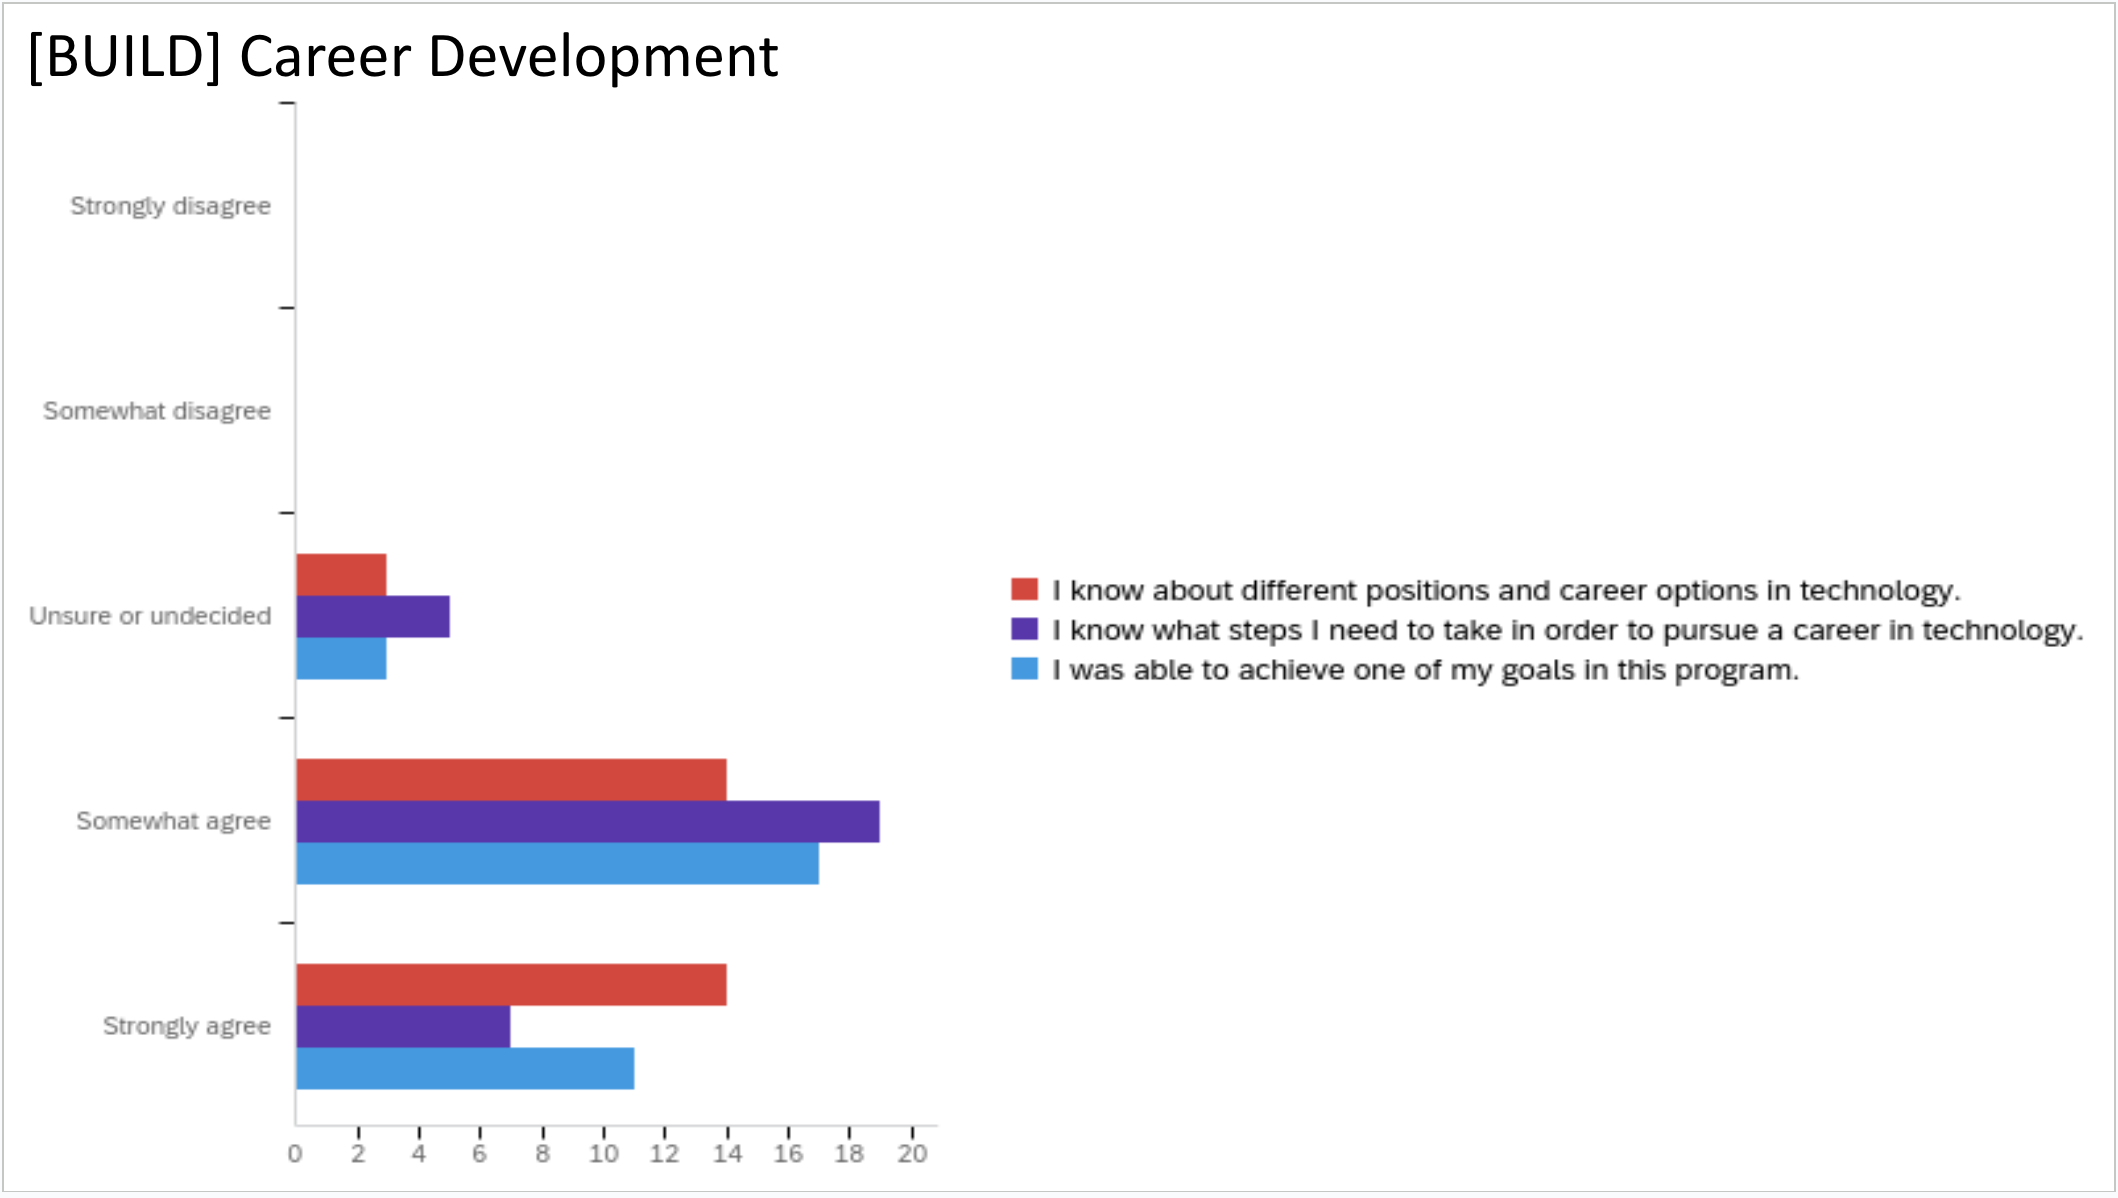 [BUILD] Career Development
Strongly disagree
Somewhat disagree
Unsure or undecided
Somewhat agree
Strongly agree
0 2 4 6 8 10 12 14 16 18 20
I know about different positions and career options in technology.
I know what steps I need to take in order to pursue a career in technology.
I was able to achieve one of my goals in this program.